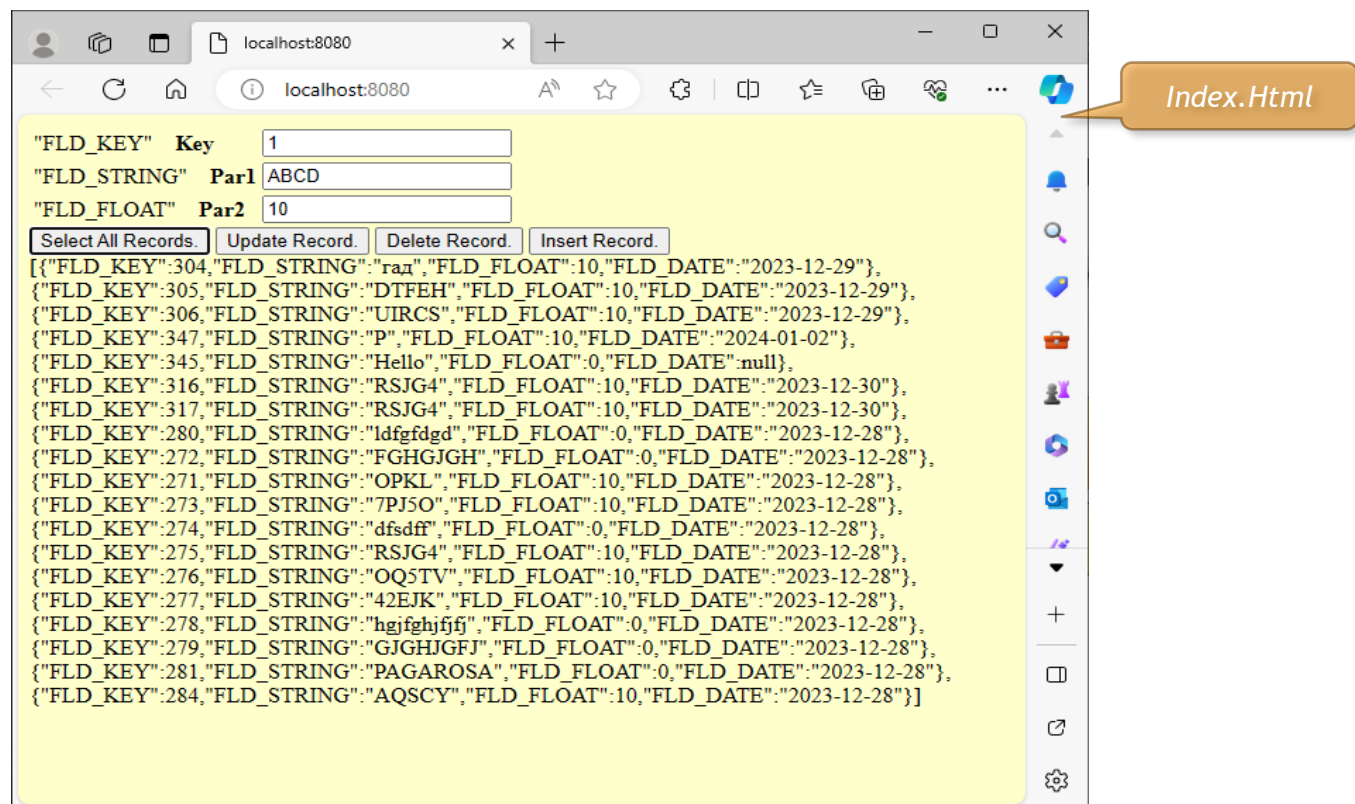 localhost:8080
localhost:8080
Index.Html
"FLD_KEY" Key 1
"FLD_STRING" Par1 ABCD
"FLD_FLOAT" Par2 10
Select All Records. Update Record. Delete Record. Insert Record.
[{"FLD_KEY":304,"FLD_STRING":"гад","FLD_FLOAT":10,"FLD_DATE":"2023-12-29"},
{"FLD_KEY":305,"FLD_STRING":"DTFEH","FLD_FLOAT":10,"FLD_DATE":"2023-12-29"},
{"FLD_KEY":306,"FLD_STRING":"UIRCS","FLD_FLOAT":10,"FLD_DATE":"2023-12-29"},
{"FLD_KEY":347,"FLD_STRING":"P","FLD_FLOAT":10,"FLD_DATE":"2024-01-02"},
{"FLD_KEY":345,"FLD_STRING":"Hello","FLD_FLOAT":0,"FLD_DATE":null},
{"FLD_KEY":316,"FLD_STRING":"RSJG4","FLD_FLOAT":10,"FLD_DATE":"2023-12-30"},
{"FLD_KEY":317,"FLD_STRING":"RSJG4","FLD_FLOAT":10,"FLD_DATE":"2023-12-30"},
{"FLD_KEY":280,"FLD_STRING":"ldfgfdgd","FLD_FLOAT":0,"FLD_DATE":"2023-12-28"},
{"FLD_KEY":272,"FLD_STRING":"FGHGJGH","FLD_FLOAT":0,"FLD_DATE":"2023-12-28"},
{"FLD_KEY":271,"FLD_STRING":"OPKL","FLD_FLOAT":10,"FLD_DATE":"2023-12-28"},
{"FLD_KEY":273,"FLD_STRING":"7PJ5O","FLD_FLOAT":10,"FLD_DATE":"2023-12-28"},
{"FLD_KEY":274,"FLD_STRING":"dfsdff","FLD_FLOAT":0,"FLD_DATE":"2023-12-28"},
{"FLD_KEY":275,"FLD_STRING":"RSJG4","FLD_FLOAT":10,"FLD_DATE":"2023-12-28"},
{"FLD_KEY":276,"FLD_STRING":"OQ5TV","FLD_FLOAT":10,"FLD_DATE":"2023-12-28"},
{"FLD_KEY":277,"FLD_STRING":"42EJK","FLD_FLOAT":10,"FLD_DATE":"2023-12-28"},
{"FLD_KEY":278,"FLD_STRING":"hgjfghjfjfj","FLD_FLOAT":0,"FLD_DATE":"2023-12-28"},
{"FLD_KEY":279,"FLD_STRING":"GJGHJGFJ","FLD_FLOAT":0,"FLD_DATE":"2023-12-28"},
{"FLD_KEY":281,"FLD_STRING":"PAGAROSA","FLD_FLOAT":0,"FLD_DATE":"2023-12-28"},
{"FLD_KEY":284,"FLD_STRING":"AQSCY","FLD_FLOAT":10,"FLD_DATE":"2023-12-28"}]